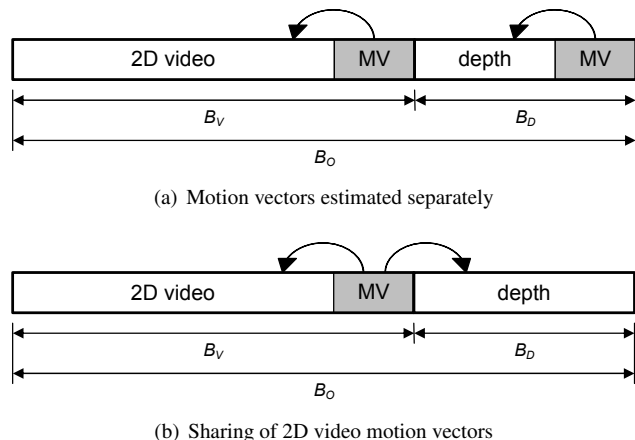 2D video MV depth MV
B_V B_D
B_O
(a) Motion vectors estimated separately
2D video MV depth
B_V B_D
B_O
(b) Sharing of 2D video motion vectors